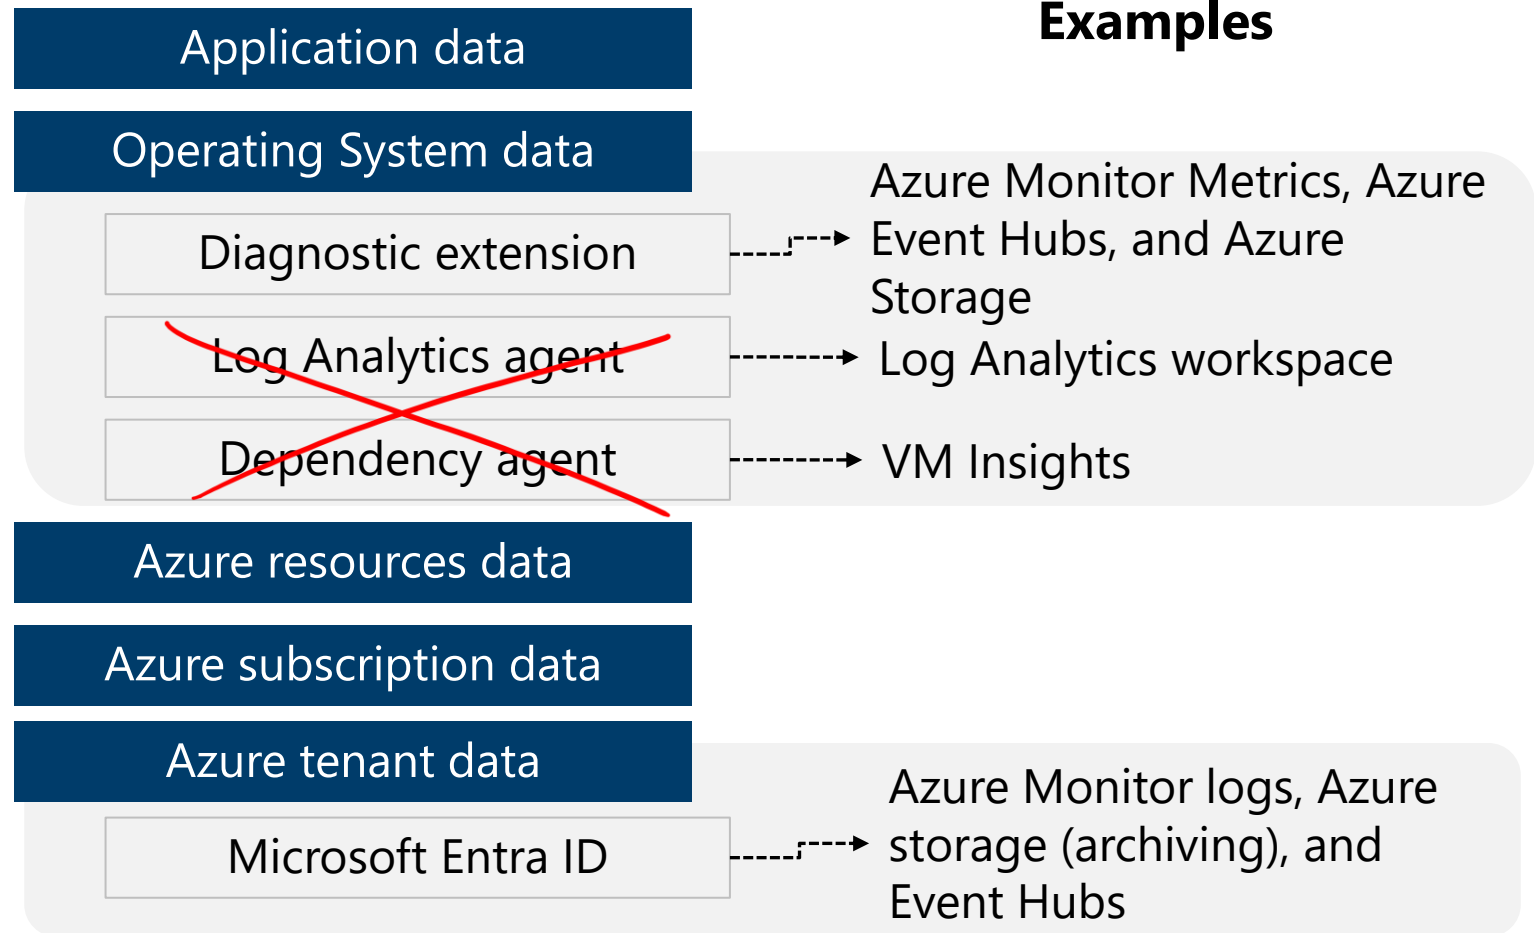 Examples
Application data
Operating System data
Diagnostic extension
Azure Monitor Metrics, Azure
Event Hubs, and Azure
Storage
Log Analytics agent
Log Analytics workspace
Dependency agent
VM Insights
Azure resources data
Azure subscription data
Azure tenant data
Microsoft Entra ID
Azure Monitor logs, Azure
storage (archiving), and
Event Hubs